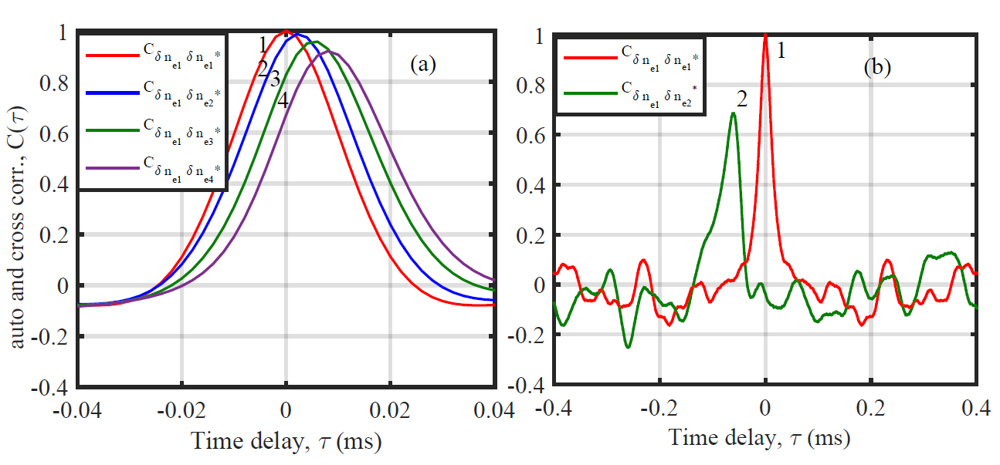 auto and cross corr., C(τ)
1
0.8
0.6
0.4
0.2
0
-0.2
-0.4
-0.04
-0.02
0
0.02
0.04
Time delay, τ (ms)
C δ n e1 δ n e1 *
C δ n e1 δ n e2 *
C δ n e1 δ n e3 *
C δ n e1 δ n e4 *
1
2
3
4
(a)
1
0.8
0.6
0.4
0.2
0
-0.2
-0.4
-0.4
-0.2
0
0.2
0.4
Time delay, τ (ms)
C δ n e1 δ n e1 *
C δ n e1 δ n e2 *
1
2
(b)